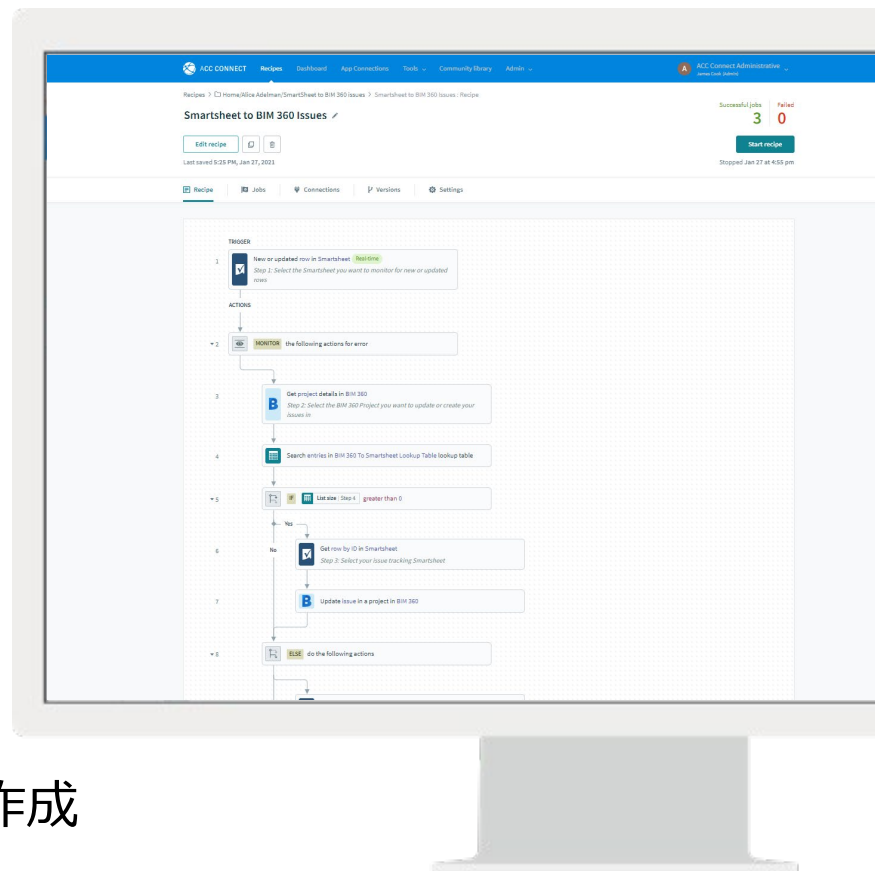 ACC CONNECT Recipes Dashboard App Connections Tools Community library Admin A ACC Connect Administrative
James Cook (Admin)
Recipes > Home/Alice Adelman/SmartSheet to BIM 360 Issues > Smartsheet to BIM 360 Issues : Recipe
Smartsheet to BIM 360 Issues
Successful jobs Failed
3 0
Edit recipe Start recipe
Last saved 5:25 PM, Jan 27, 2021 Stopped Jan 27 at 4:55 pm
Recipe Jobs Connections Versions Settings
TRIGGER
1 New or updated row in Smartsheet Real-time
Step 1: Select the Smartsheet you want to monitor for new or updated
rows
ACTIONS
2 MONITOR the following actions for error
3 Get project details in BIM 360
Step 2: Select the BIM 360 Project you want to update or create your
issues in
4 Search entries in BIM 360 To Smartsheet Lookup Table lookup table
5 IF List size Step 4 greater than 0
Yes
6 No Get row by ID in Smartsheet
Step 3: Select your issue tracking Smartsheet
7 Update issue in a project in BIM 360
8 ELSE do the following actions
作成